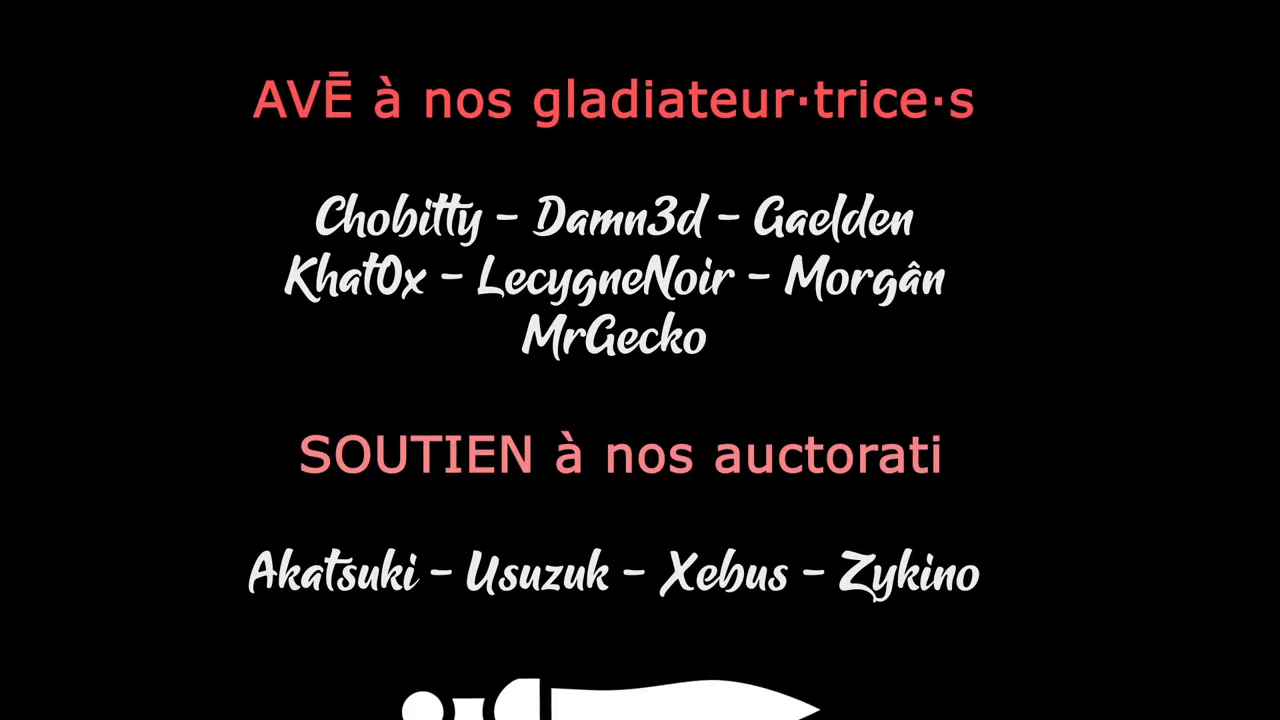 AVĒ à nos gladiateur·trice·s
Chobitty - Damn3d - Gaelden
Khat0x - LecygneNoir - Morgân
MrGecko
SOUTIEN à nos auctorati
Akatsuki - Usuzuk - Xebus - Zykino